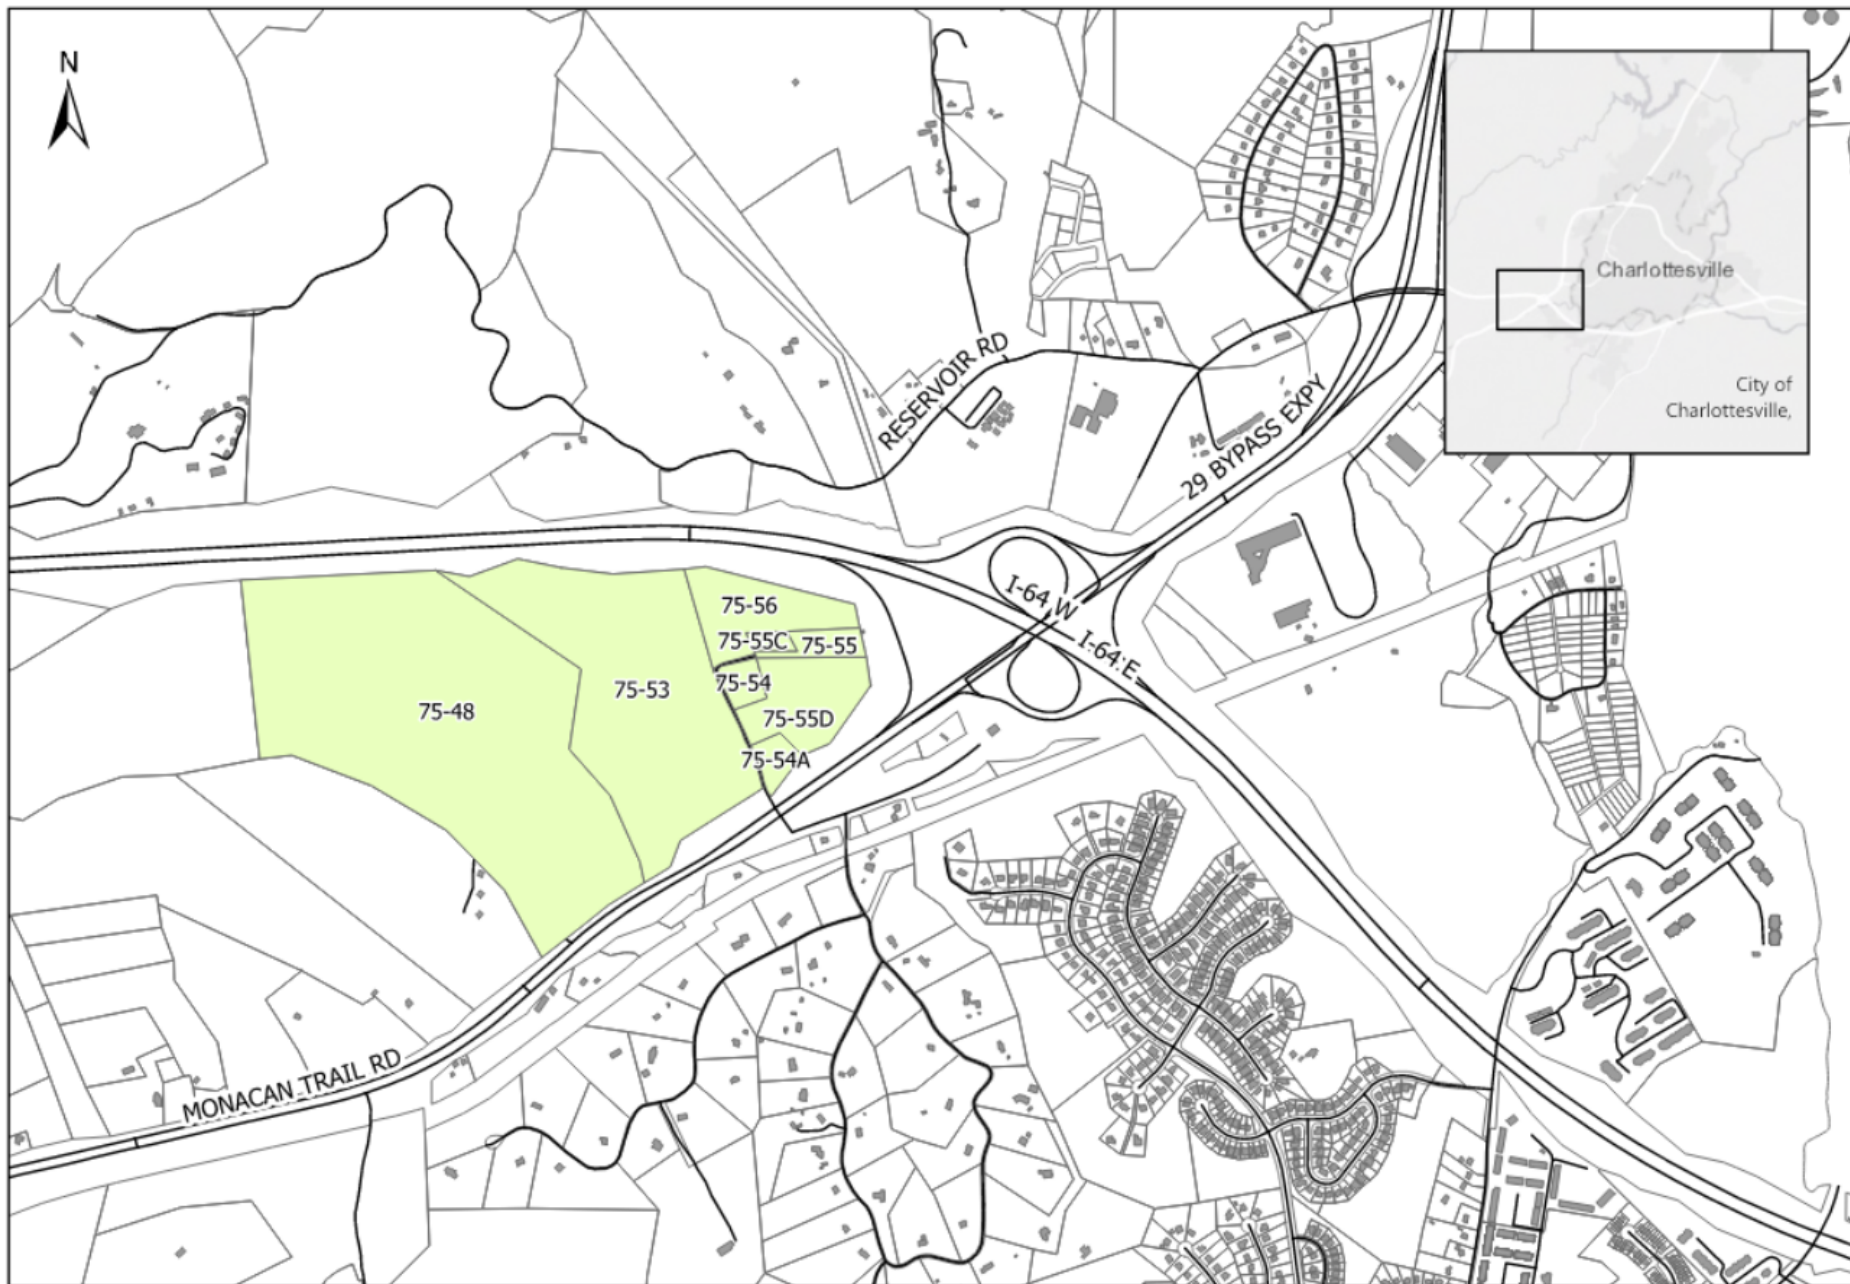 N
Charlottesville
City of
Charlottesville,
RESERVOIR RD
29 BYPASS EXPY
I-64 W
I-64 E
75-56
75-55C
75-55
75-54
75-53
75-48
75-55D
75-54A
MONACAN TRAIL RD